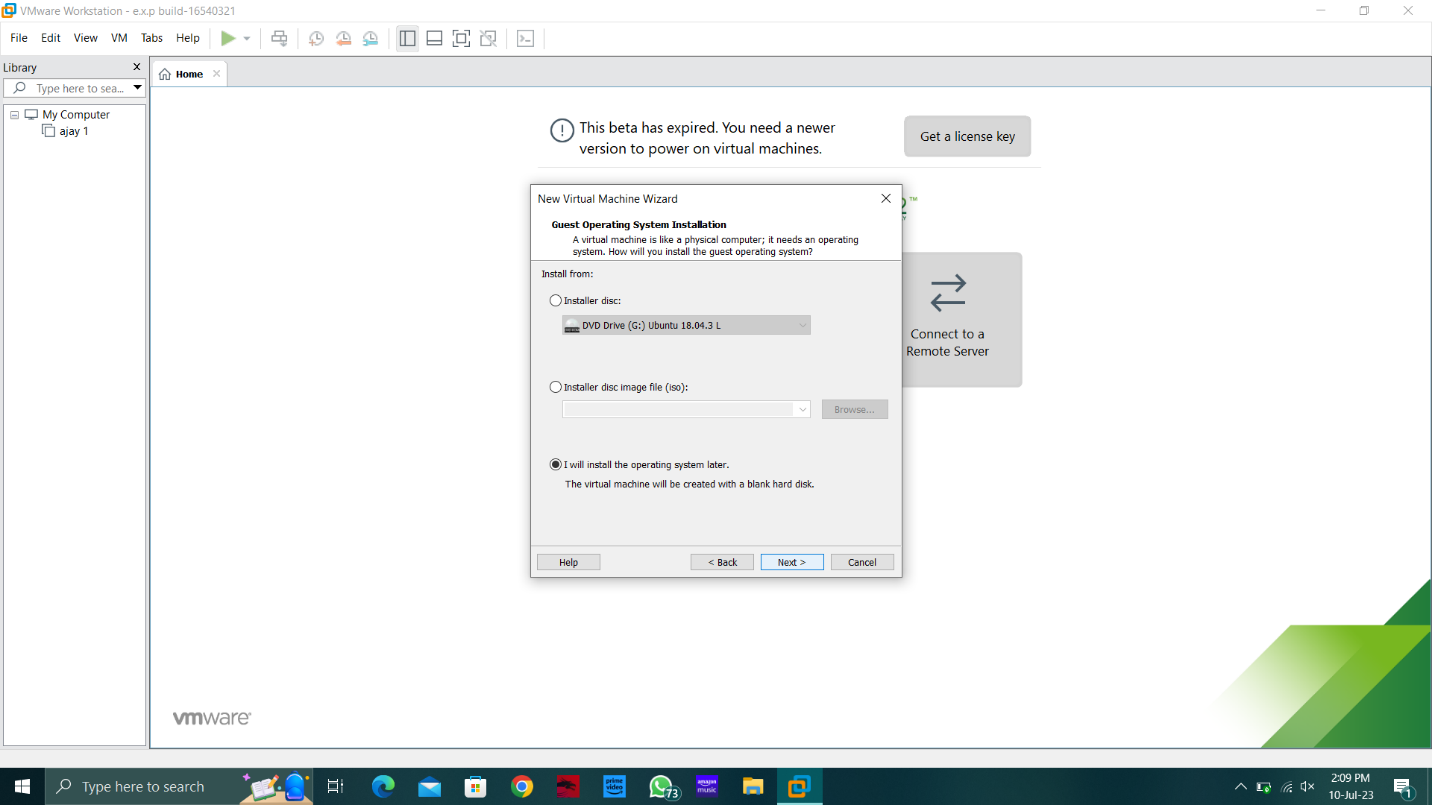 VMware Workstation - e.x.p build-16540321
File Edit View VM Tabs Help
Library
Type here to sea...
My Computer
ajay 1
Home
This beta has expired. You need a newer
version to power on virtual machines.
Get a license key
New Virtual Machine Wizard
Guest Operating System Installation
A virtual machine is like a physical computer; it needs an operating
system. How will you install the guest operating system?
Install from:
Installer disc:
DVD Drive (G:) Ubuntu 18.04.3 L
Installer disc image file (iso):
Browse...
I will install the operating system later.
The virtual machine will be created with a blank hard disk.
Help
< Back
Next >
Cancel
TM
Connect to a
Remote Server
vmware
Type here to search
prime
video
73
amazon
music
2:09 PM
10-Jul-23
1